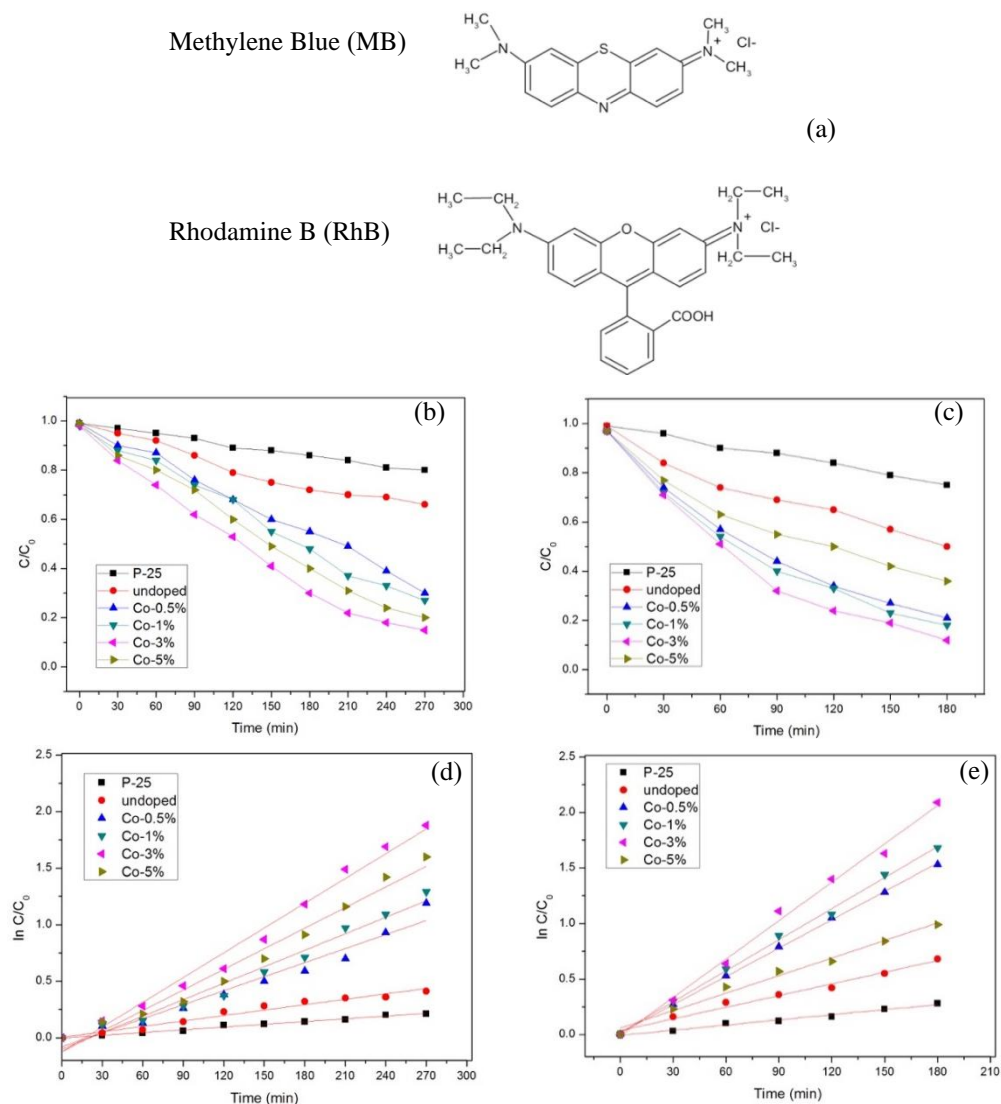 Methylene Blue (MB)
H₃C
N
H₃C
S
N
CH₃
N
+
Cl-
CH₃
(a)
Rhodamine B (RhB)
H₃C
CH₂
N
H₃C
CH₂
O
H₂C
CH₃
N
+
Cl-
H₂C
CH₃
COOH
(b)
1.0
0.8
0.6
0.4
0.2
0.0
C/C₀
P-25
undoped
Co-0.5%
Co-1%
Co-3%
Co-5%
0 30 60 90 120 150 180 210 240 270 300
Time (min)
(c)
1.0
0.8
0.6
0.4
0.2
0.0
C/C₀
P-25
undoped
Co-0.5%
Co-1%
Co-3%
Co-5%
0 30 60 90 120 150 180
Time (min)
(d)
2.5
2.0
1.5
1.0
0.5
0.0
ln C/C₀
P-25
undoped
Co-0.5%
Co-1%
Co-3%
Co-5%
0 30 60 90 120 150 180 210 240 270 300
Time (min)
(e)
2.5
2.0
1.5
1.0
0.5
0.0
ln C/C₀
P-25
undoped
Co-0.5%
Co-1%
Co-3%
Co-5%
0 30 60 90 120 150 180 210
Time (min)